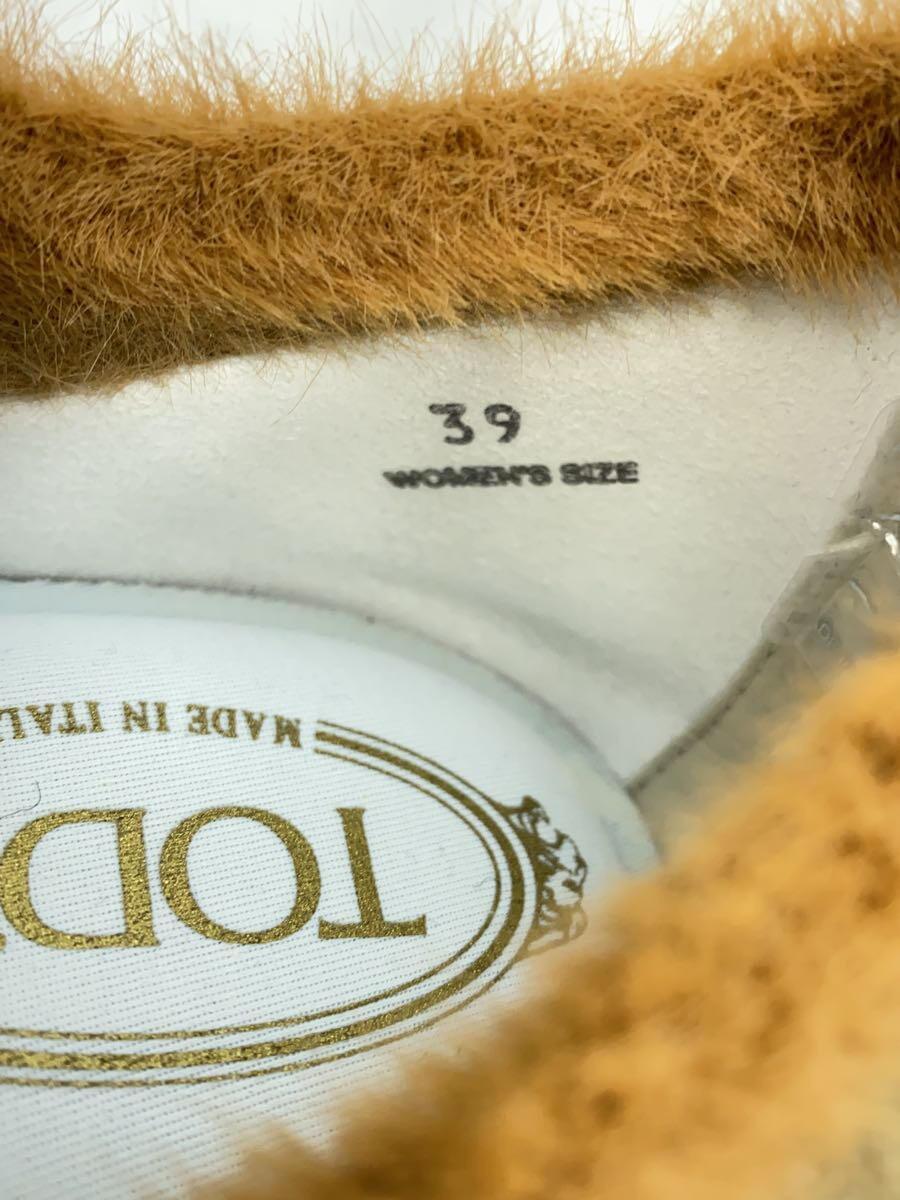 39
WOMEN'S SIZE
TOD'
MADE IN ITAL